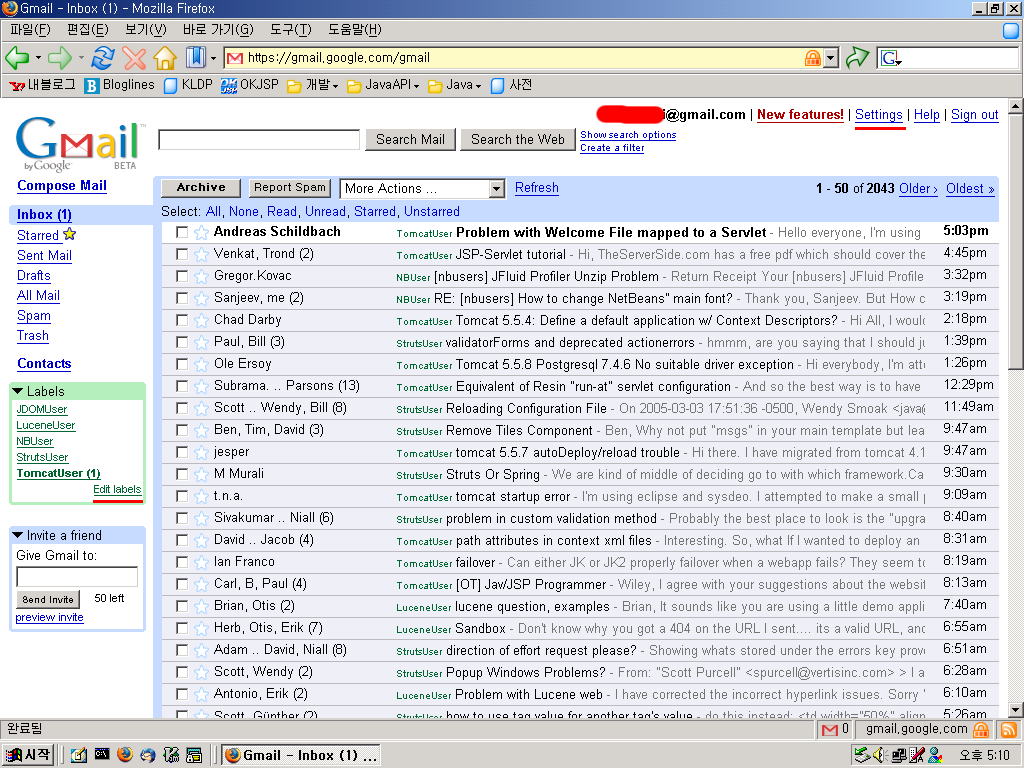 Gmail - Inbox (1) - Mozilla Firefox
파일(F) 편집(E) 보기(V) 바로 가기(G) 도구(T) 도움말(H)
https://gmail.google.com/gmail
내블로그 Bloglines KLDP OKJSP 개발 JavaAPI Java 사전
Gmail by Google BETA
@gmail.com | New features! | Settings | Help | Sign out
Search Mail Search the Web Show search options
Create a filter
Compose Mail
Inbox (1)
Starred
Sent Mail
Drafts
All Mail
Spam
Trash
Contacts
Labels
JDOMUser
LuceneUser
NBUser
StrutsUser
TomcatUser (1)
Edit labels
Invite a friend
Give Gmail to:
Send Invite 50 left
preview invite
Archive Report Spam More Actions ... Refresh 1 - 50 of 2043 Older › Oldest »
Select: All, None, Read, Unread, Starred, Unstarred
Andreas Schildbach TomcatUser Problem with Welcome File mapped to a Servlet - Hello everyone, I'm using 5:03pm
Venkat, Trond (2) TomcatUser JSP-Servlet tutorial - Hi, TheServerSide.com has a free pdf which should cover the 4:45pm
Gregor.Kovac NBUser [nbusers] JFluid Profiler Unzip Problem - Return Receipt Your [nbusers] JFluid Profile 3:32pm
Sanjeev, me (2) NBUser RE: [nbusers] How to change NetBeans" main font? - Thank you, Sanjeev. But How c 3:19pm
Chad Darby TomcatUser Tomcat 5.5.4: Define a default application w/ Context Descriptors? - Hi All, I would 2:18pm
Paul, Bill (3) StrutsUser validatorForms and deprecated actionerrors - hmmm, are you saying that I should ju 1:39pm
Ole Ersoy TomcatUser Tomcat 5.5.8 Postgresql 7.4.6 No suitable driver exception - Hi everybody, I'm atte 1:26pm
Subrama. .. Parsons (13) TomcatUser Equivalent of Resin "run-at" servlet configuration - And so the best way is to have 12:29pm
Scott .. Wendy, Bill (8) StrutsUser Reloading Configuration File - On 2005-03-03 17:51:36 -0500, Wendy Smoak <java@ 11:49am
Ben, Tim, David (3) StrutsUser Remove Tiles Component - Ben, Why not put "msgs" in your main template but lea 9:47am
jesper TomcatUser tomcat 5.5.7 autoDeploy/reload trouble - Hi there. I have migrated from tomcat 4.1 9:47am
M Murali StrutsUser Struts Or Spring - We are kind of middle of deciding go to with which framework.Ca 9:30am
t.n.a. TomcatUser tomcat startup error - I'm using eclipse and sysdeo. I attempted to make a small p 9:09am
Sivakumar .. Niall (6) StrutsUser problem in custom validation method - Probably the best place to look is the "upgra 8:40am
David .. Jacob (4) TomcatUser path attributes in context xml files - Interesting. So, what If I wanted to deploy an 8:31am
Ian Franco TomcatUser failover - Can either JK or JK2 properly failover when a webapp fails? They seem to 8:19am
Carl, B, Paul (4) TomcatUser [OT] Jav/JSP Programmer - Wiley, I agree with your suggestions about the websit 8:13am
Brian, Otis (2) LuceneUser lucene question, examples - Brian, It sounds like you are using a little demo appli 7:40am
Herb, Otis, Erik (7) LuceneUser Sandbox - Don't know why you got a 404 on the URL I sent.... its a valid URL, and 6:55am
Adam .. David, Niall (8) StrutsUser direction of effort request please? - Showing whats stored under the errors key prov 6:51am
Scott, Wendy (2) StrutsUser Popup Windows Problems? - From: "Scott Purcell" <spurcell@vertisinc.com> > I a 6:28am
Antonio, Erik (2) LuceneUser Problem with Lucene web - I have corrected the incorrect hyperlink issues. Sorry 6:10am
Scott, Günther (2) StrutsUser how to use tag value for another tag's value - do this instead: <td width="50%" align 5:26am
완료됨 0 gmail.google.com
시작 Gmail - Inbox (1) ... 오후 5:10